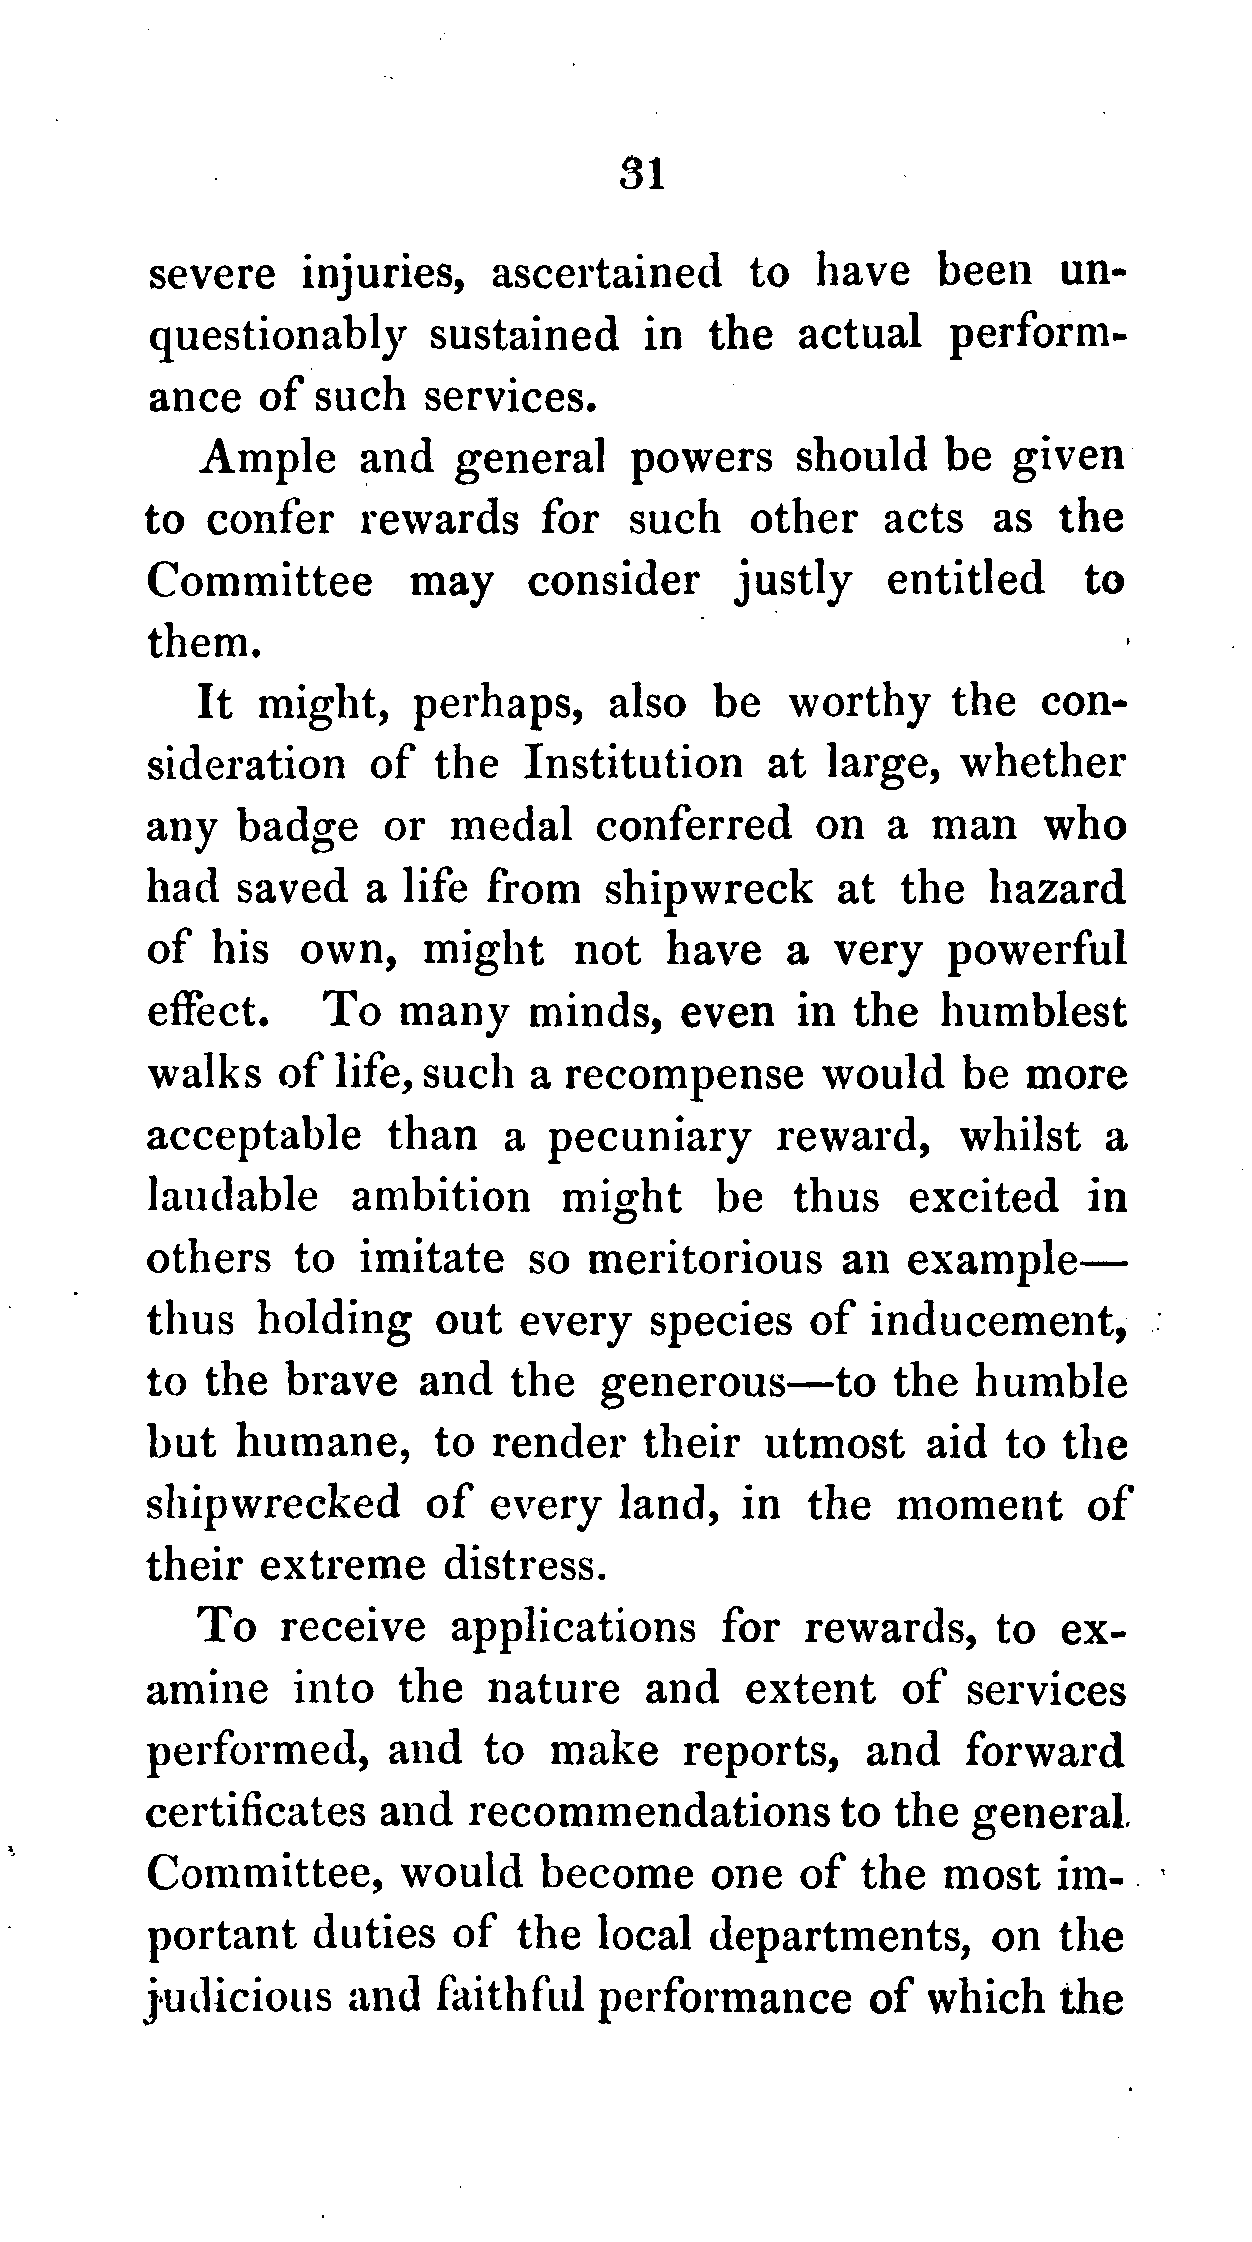 31
severe injuries, ascertained to have been un-
questionably sustained in the actual perform-
ance of such services.
Ample and general powers should be given
to confer rewards for such other acts as the
Committee may consider justly entitled to
them.
It might, perhaps, also be worthy the con-
sideration of the Institution at large, whether
any badge or medal conferred on a man who
had saved a life from shipwreck at the hazard
of his own, might not have a very powerful
effect. To many minds, even in the humblest
walks of life, such a recompense would be more
acceptable than a pecuniary reward, whilst a
laudable ambition might be thus excited in
others to imitate so meritorious an example—
thus holding out every species of inducement,
to the brave and the generous—to the humble
but humane, to render their utmost aid to the
shipwrecked of every land, in the moment of
their extreme distress.
To receive applications for rewards, to ex-
amine into the nature and extent of services
performed, and to make reports, and forward
certificates and recommendations to the general
Committee, would become one of the most im-
portant duties of the local departments, on the
judicious and faithful performance of which the